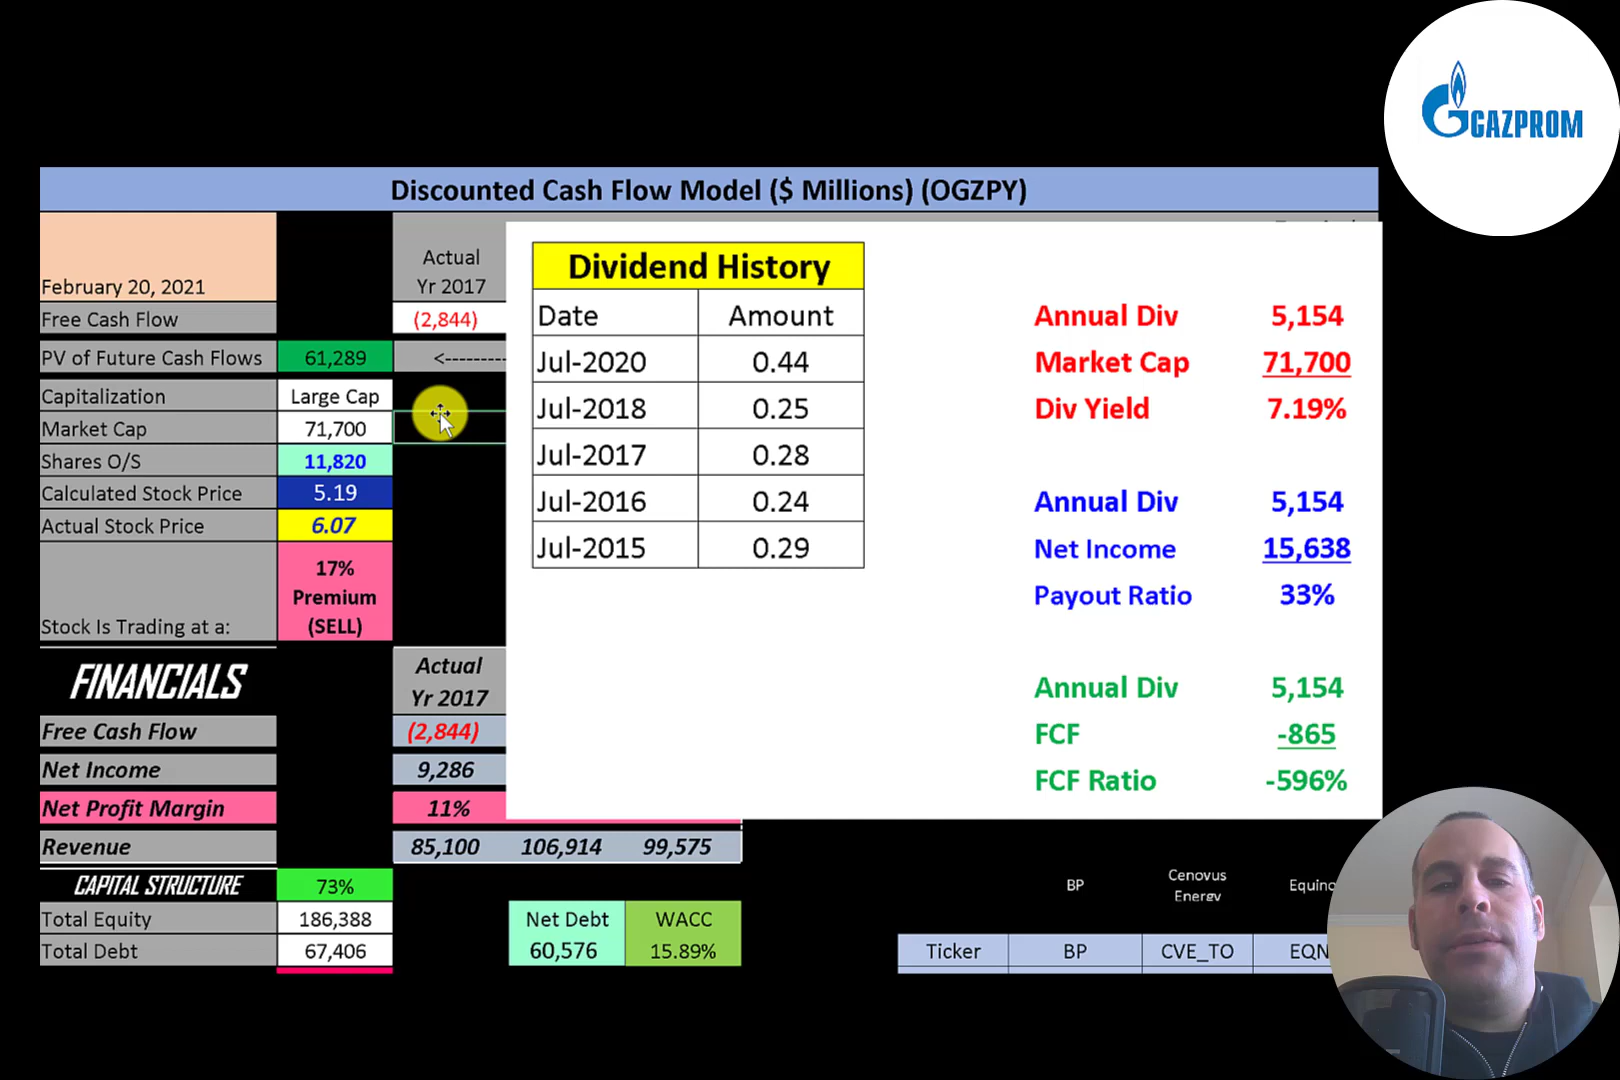 GAZPROM
Discounted Cash Flow Model ($ Millions) (OGZPY)
February 20, 2021
Actual
Yr 2017
Free Cash Flow (2,844)
PV of Future Cash Flows 61,289 <---------
Capitalization Large Cap
Market Cap 71,700
Shares O/S 11,820
Calculated Stock Price 5.19
Actual Stock Price 6.07
Stock Is Trading at a: 17% Premium (SELL)
Dividend History
Date Amount
Jul-2020 0.44
Jul-2018 0.25
Jul-2017 0.28
Jul-2016 0.24
Jul-2015 0.29
Annual Div 5,154
Market Cap 71,700
Div Yield 7.19%
Annual Div 5,154
Net Income 15,638
Payout Ratio 33%
Annual Div 5,154
FCF -865
FCF Ratio -596%
FINANCIALS
Actual
Yr 2017
Free Cash Flow (2,844)
Net Income 9,286
Net Profit Margin 11%
Revenue 85,100 106,914 99,575
CAPITAL STRUCTURE 73%
Total Equity 186,388
Total Debt 67,406
Net Debt WACC
60,576 15.89%
BP Cenovus Energy Equino
Ticker BP CVE_TO EQN